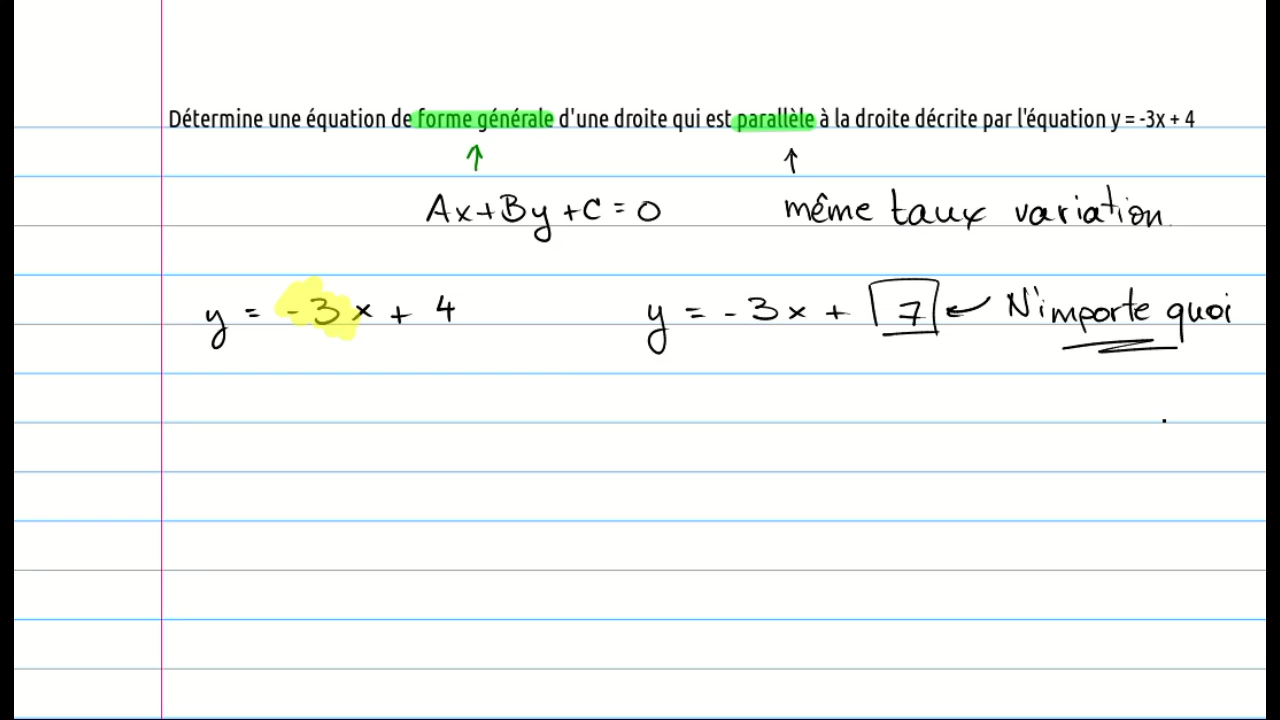 Détermine une équation de forme générale d'une droite qui est parallèle à la droite décrite par l'équation y = -3x + 4
Ax+By+C=0 même taux variation
y = -3x + 4 y = -3x + 7 N'importe quoi